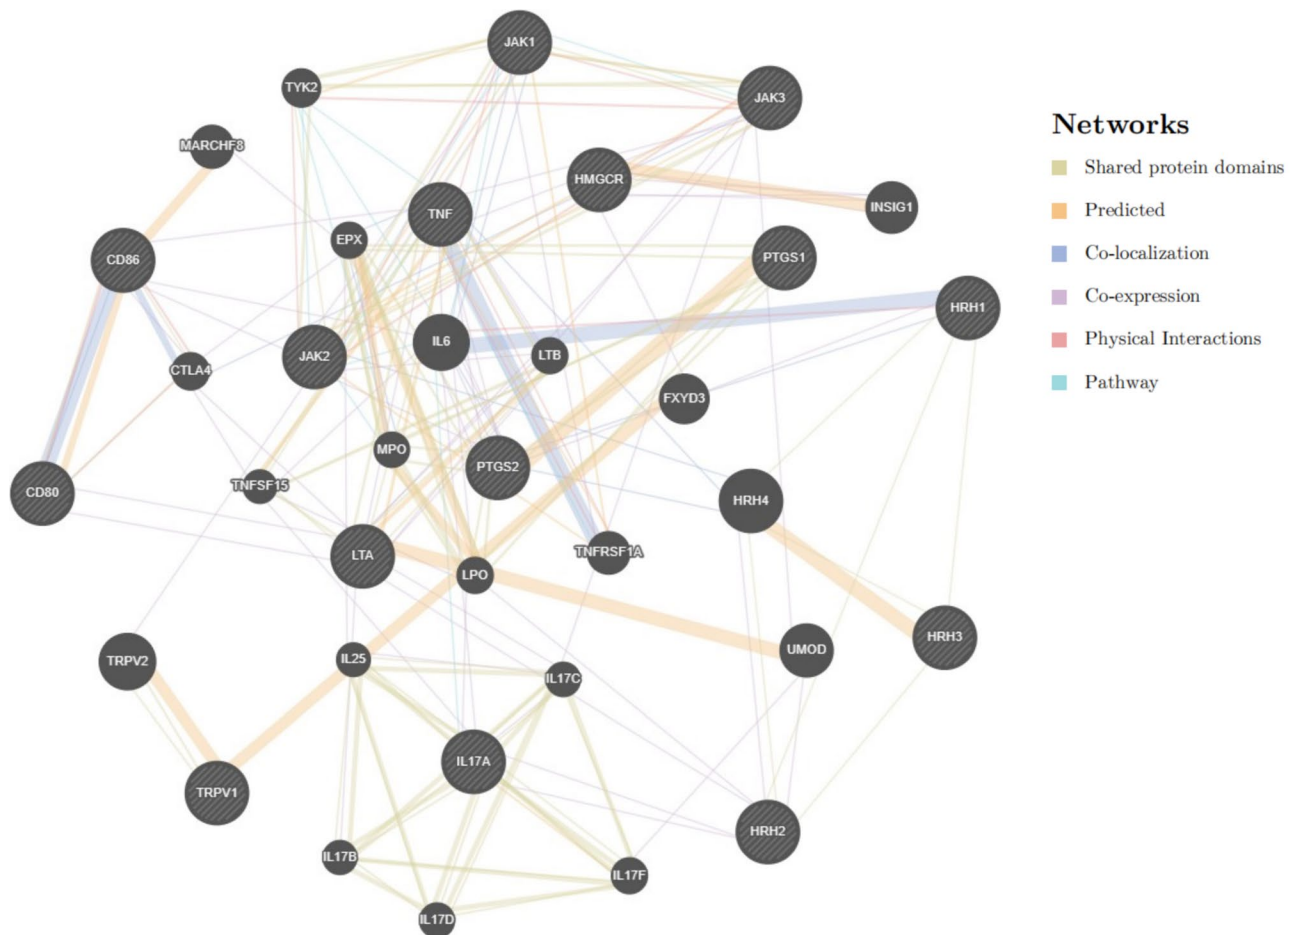 JAK1
TYK2
JAK3
MARCHF8
HMGCR
INSIG1
TNF
EPX
CD86
PTGS1
HRH1
IL6
JAK2
LTB
CTLA4
FXYD3
MPO
PTGS2
TNFSF15
CD80
HRH4
LTA
TNFRSF1A
LPO
HRH3
UMOD
TRPV2
IL25
IL17C
IL17A
TRPV1
HRH2
IL17B
IL17F
IL17D
Networks
Shared protein domains
Predicted
Co-localization
Co-expression
Physical Interactions
Pathway